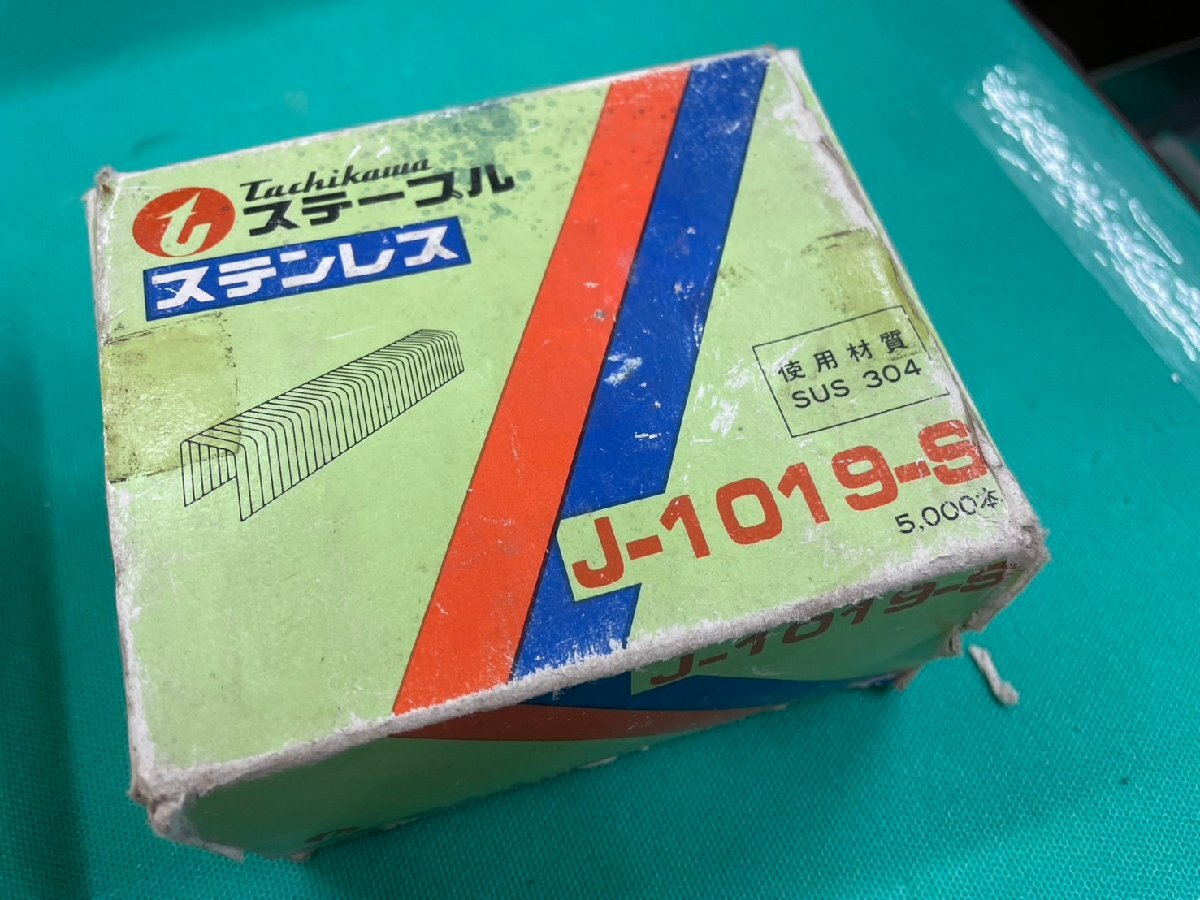 Tachikawa
ステープル
ステンレス
使用材質
SUS 304
J-1019-S
5,000本
J-1019-S